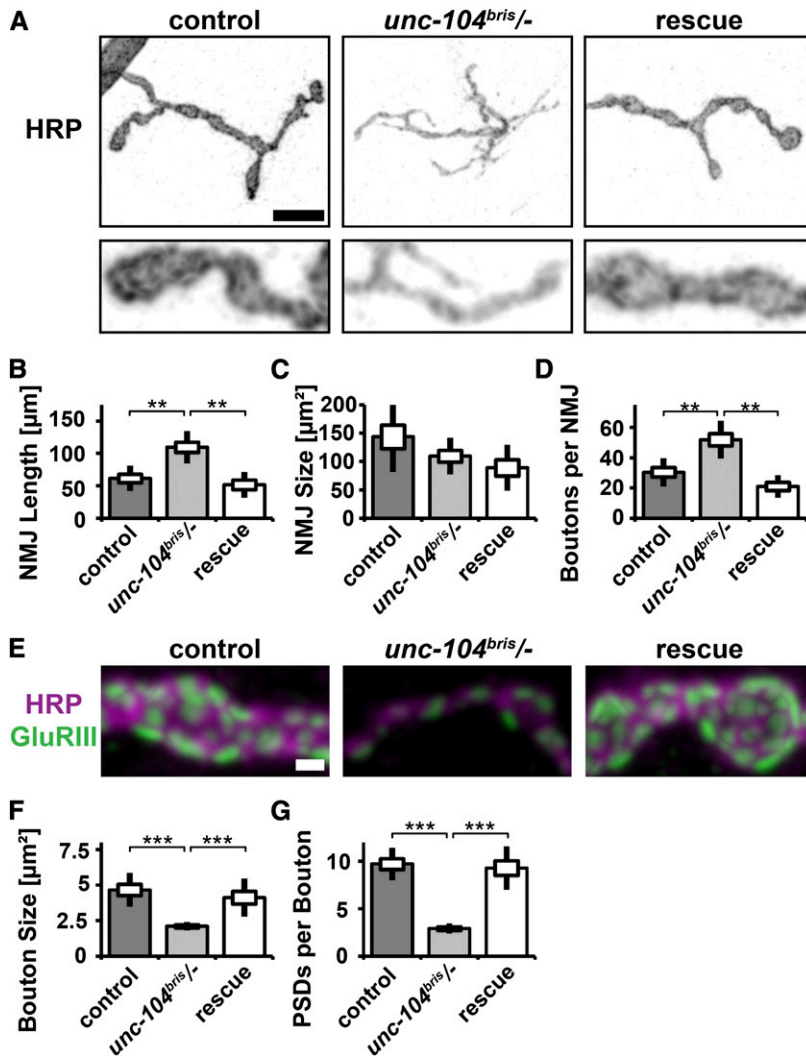 A control unc-104bris/- rescue
HRP
B C D
NMJ Length [µm]
150
100
50
0
** **
control unc-104bris/- rescue
NMJ Size [µm²]
200
150
100
50
0
control unc-104bris/- rescue
Boutons per NMJ
60
40
20
0
** **
control unc-104bris/- rescue
E control unc-104bris/- rescue
HRP
GluRIII
F G
Bouton Size [µm²]
7.5
5
2.5
0
*** ***
control unc-104bris/- rescue
PSDs per Bouton
10
5
0
*** ***
control unc-104bris/- rescue